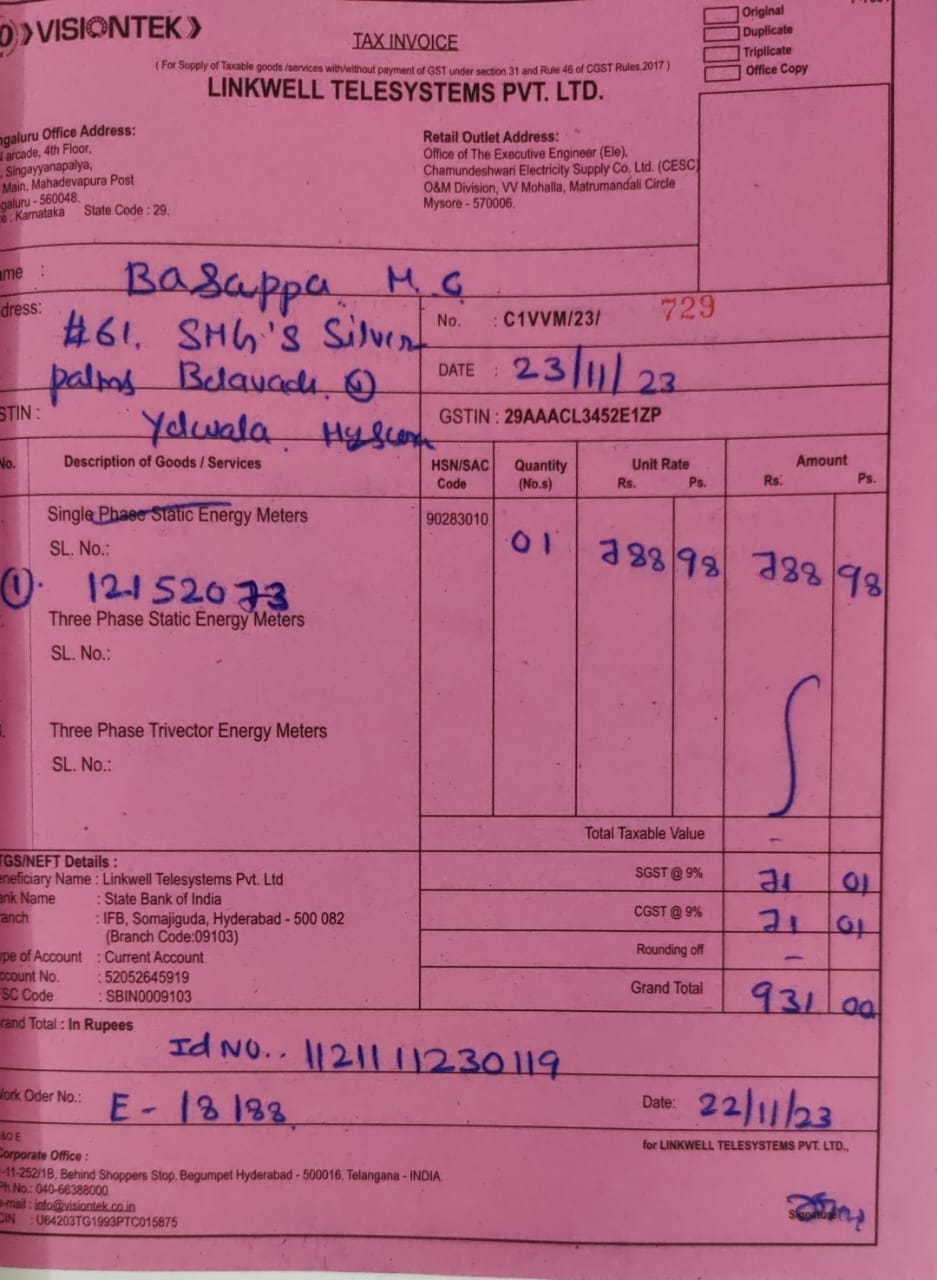 VISIONTEK
TAX INVOICE
( For Supply of Taxable goods /services with/without payment of GST under section 31 and Rule 46 of CGST Rules,2017 )
LINKWELL TELESYSTEMS PVT. LTD.
Original
Duplicate
Triplicate
Office Copy
ngaluru Office Address:
arcade, 4th Floor,
, Singayyanapalya,
Main, Mahadevapura Post
galuru - 560048.
e : Karnataka State Code : 29.
Retail Outlet Address:
Office of The Executive Engineer (Ele),
Chamundeshwari Electricity Supply Co. Ltd. (CESC)
O&M Division, VV Mohalla, Matrumandali Circle
Mysore - 570006.
ame : Basappa M. G
dress: #61. SMG's Silver
palms Belavadi
Yelwala
STIN :
No. : C1VVM/23/ 729
DATE : 23/11/23
GSTIN : 29AAACL3452E1ZP
No. Description of Goods / Services HSN/SAC Code Quantity (No.s) Unit Rate Rs. Ps. Amount Rs. Ps.
Single Phase Static Energy Meters 90283010 01 788 98 788 98
SL. No.:
①. 12152073
Three Phase Static Energy Meters
SL. No.:
Three Phase Trivector Energy Meters
SL. No.:
Total Taxable Value -
TGS/NEFT Details :
eneficiary Name : Linkwell Telesystems Pvt. Ltd
ank Name : State Bank of India
anch : IFB, Somajiguda, Hyderabad - 500 082
(Branch Code:09103)
ype of Account : Current Account
ccount No. : 52052645919
SC Code : SBIN0009103
SGST @ 9% 71 01
CGST @ 9% 71 01
Rounding off -
Grand Total 931 00
rand Total : In Rupees
Id NO.. 1121111230119
Work Oder No.: E - 18188
Date: 22/11/23
&O E
Corporate Office :
-11-252/1B, Behind Shoppers Stop, Begumpet Hyderabad - 500016, Telangana - INDIA
Ph.No.: 040-66388000
e-mail : info@visiontek.co.in
CIN : U64203TG1993PTC015875
for LINKWELL TELESYSTEMS PVT. LTD.,
Signature